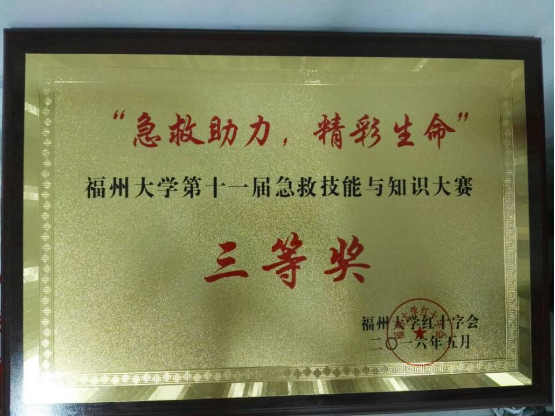 “急救助力，精彩生命”
福州大学第十一届急救技能与知识大赛
三等奖
福州大学红十字会
二〇一六年五月